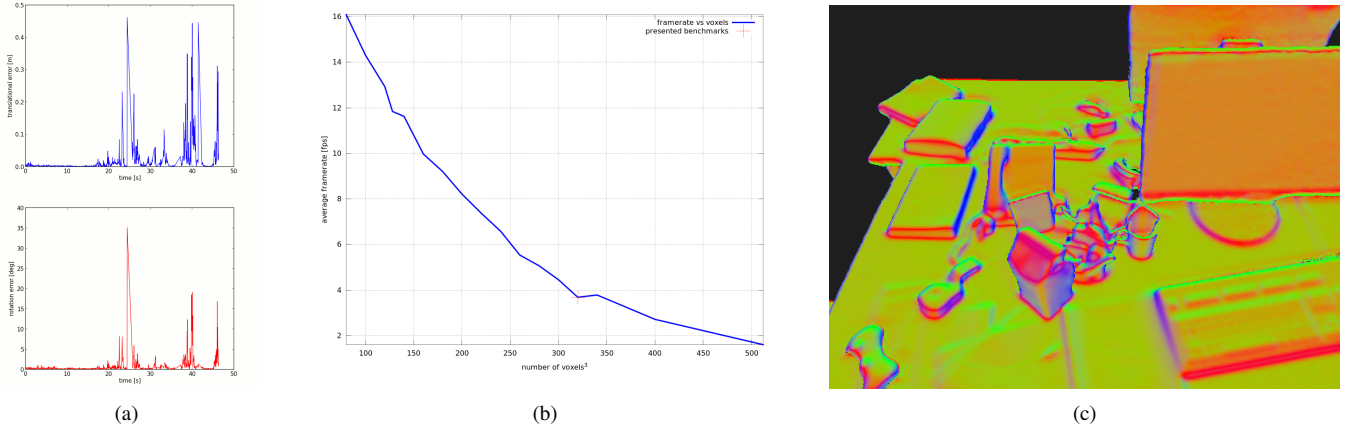 0.5
0.4
0.3
0.2
0.1
0.0
translational error [m]
0 10 20 30 40 50
time [s]
40
35
30
25
20
15
10
5
0
rotation error [deg]
0 10 20 30 40 50
time [s]
(a)
16
14
12
10
8
6
4
2
average framerate [fps]
framerate vs voxels
presented benchmarks
100 150 200 250 300 350 400 450 500
number of voxels³
(b)
(c)